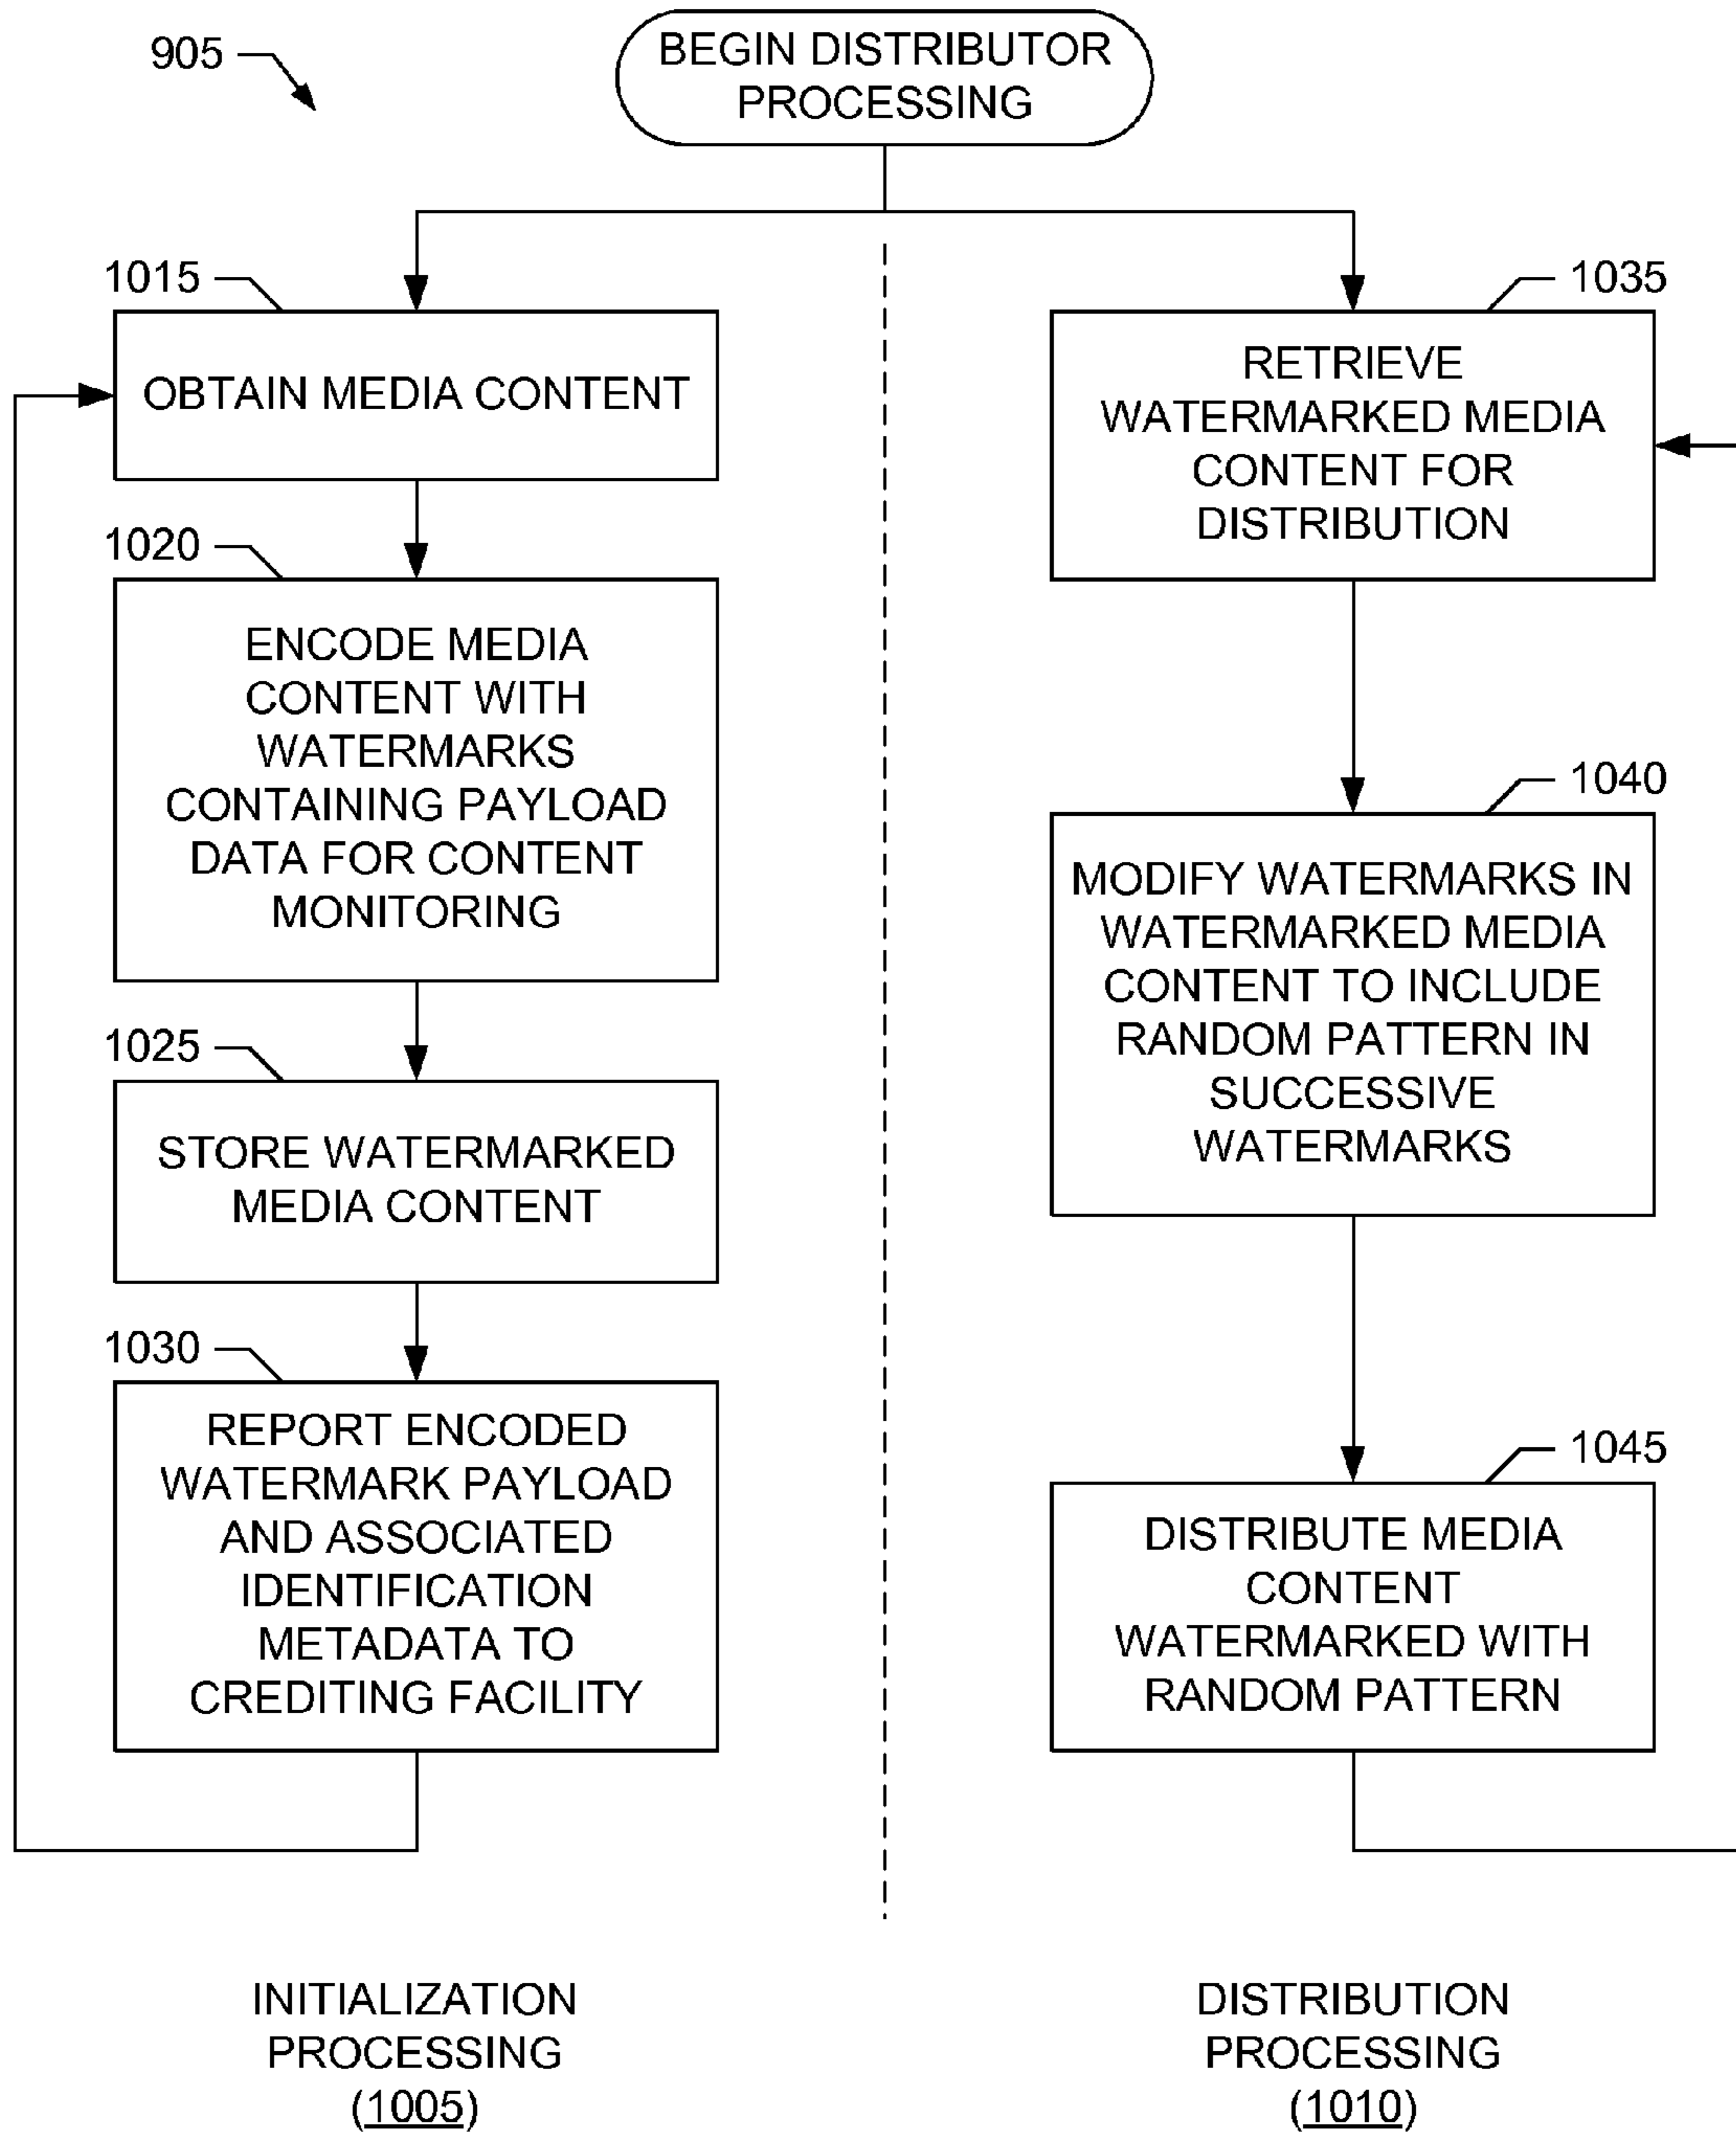 905
BEGIN DISTRIBUTOR
PROCESSING
1015
OBTAIN MEDIA CONTENT
1020
ENCODE MEDIA
CONTENT WITH
WATERMARKS
CONTAINING PAYLOAD
DATA FOR CONTENT
MONITORING
1025
STORE WATERMARKED
MEDIA CONTENT
1030
REPORT ENCODED
WATERMARK PAYLOAD
AND ASSOCIATED
IDENTIFICATION
METADATA TO
CREDITING FACILITY
INITIALIZATION
PROCESSING
(1005)
1035
RETRIEVE
WATERMARKED MEDIA
CONTENT FOR
DISTRIBUTION
1040
MODIFY WATERMARKS IN
WATERMARKED MEDIA
CONTENT TO INCLUDE
RANDOM PATTERN IN
SUCCESSIVE
WATERMARKS
1045
DISTRIBUTE MEDIA
CONTENT
WATERMARKED WITH
RANDOM PATTERN
DISTRIBUTION
PROCESSING
(1010)